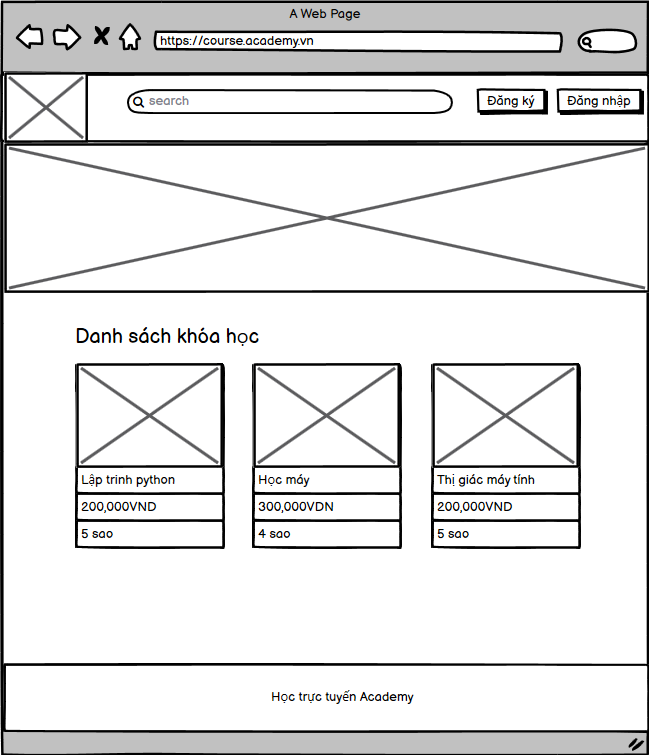 A Web Page
https://course.academy.vn
search
Đăng ký
Đăng nhập
Danh sách khóa học
Lập trinh python
200,000VND
5 sao
Học máy
300,000VDN
4 sao
Thị giác máy tính
200,000VND
5 sao
Học trực tuyến Academy